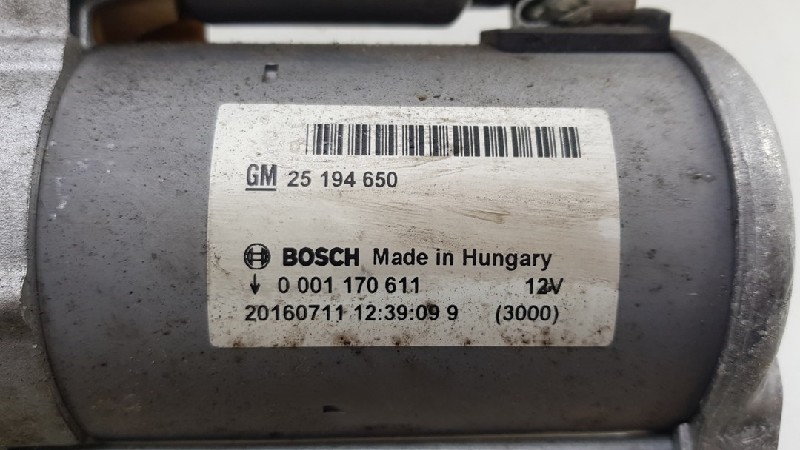 GM 25 194 650
BOSCH Made in Hungary
0 001 170 611 12V
20160711 12:39:09 9 (3000)